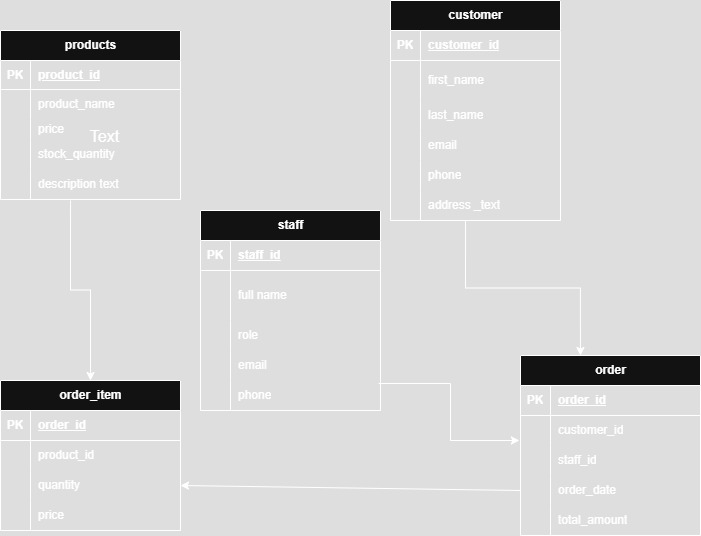 products
PK product_id
product_name
price
Text
stock_quantity
description text
customer
PK customer_id
first_name
last_name
email
phone
address _text
staff
PK staff_id
full name
role
email
phone
order_item
PK order_id
product_id
quantity
price
order
PK order_id
customer_id
staff_id
order_date
total_amount